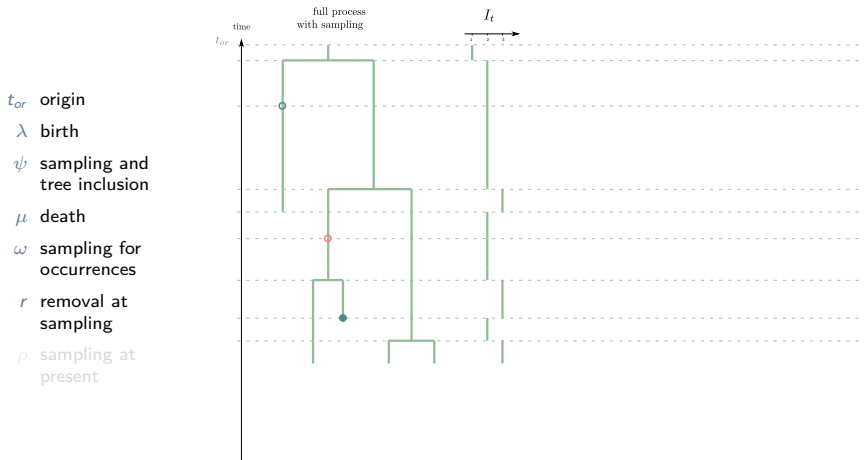 full process
with sampling
time
t_or
I_t
1 2 3
t_or origin
λ birth
ψ sampling and
tree inclusion
μ death
ω sampling for
occurrences
r removal at
sampling
ρ sampling at
present